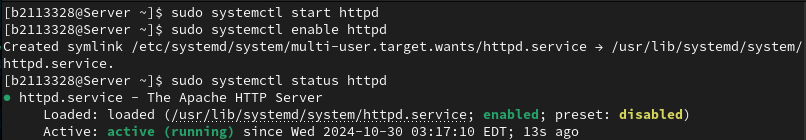 [b2113328@Server ~]$ sudo systemctl start httpd
[b2113328@Server ~]$ sudo systemctl enable httpd
Created symlink /etc/systemd/system/multi-user.target.wants/httpd.service → /usr/lib/systemd/system/
httpd.service.
[b2113328@Server ~]$ sudo systemctl status httpd
● httpd.service - The Apache HTTP Server
     Loaded: loaded (/usr/lib/systemd/system/httpd.service; enabled; preset: disabled)
     Active: active (running) since Wed 2024-10-30 03:17:10 EDT; 13s ago